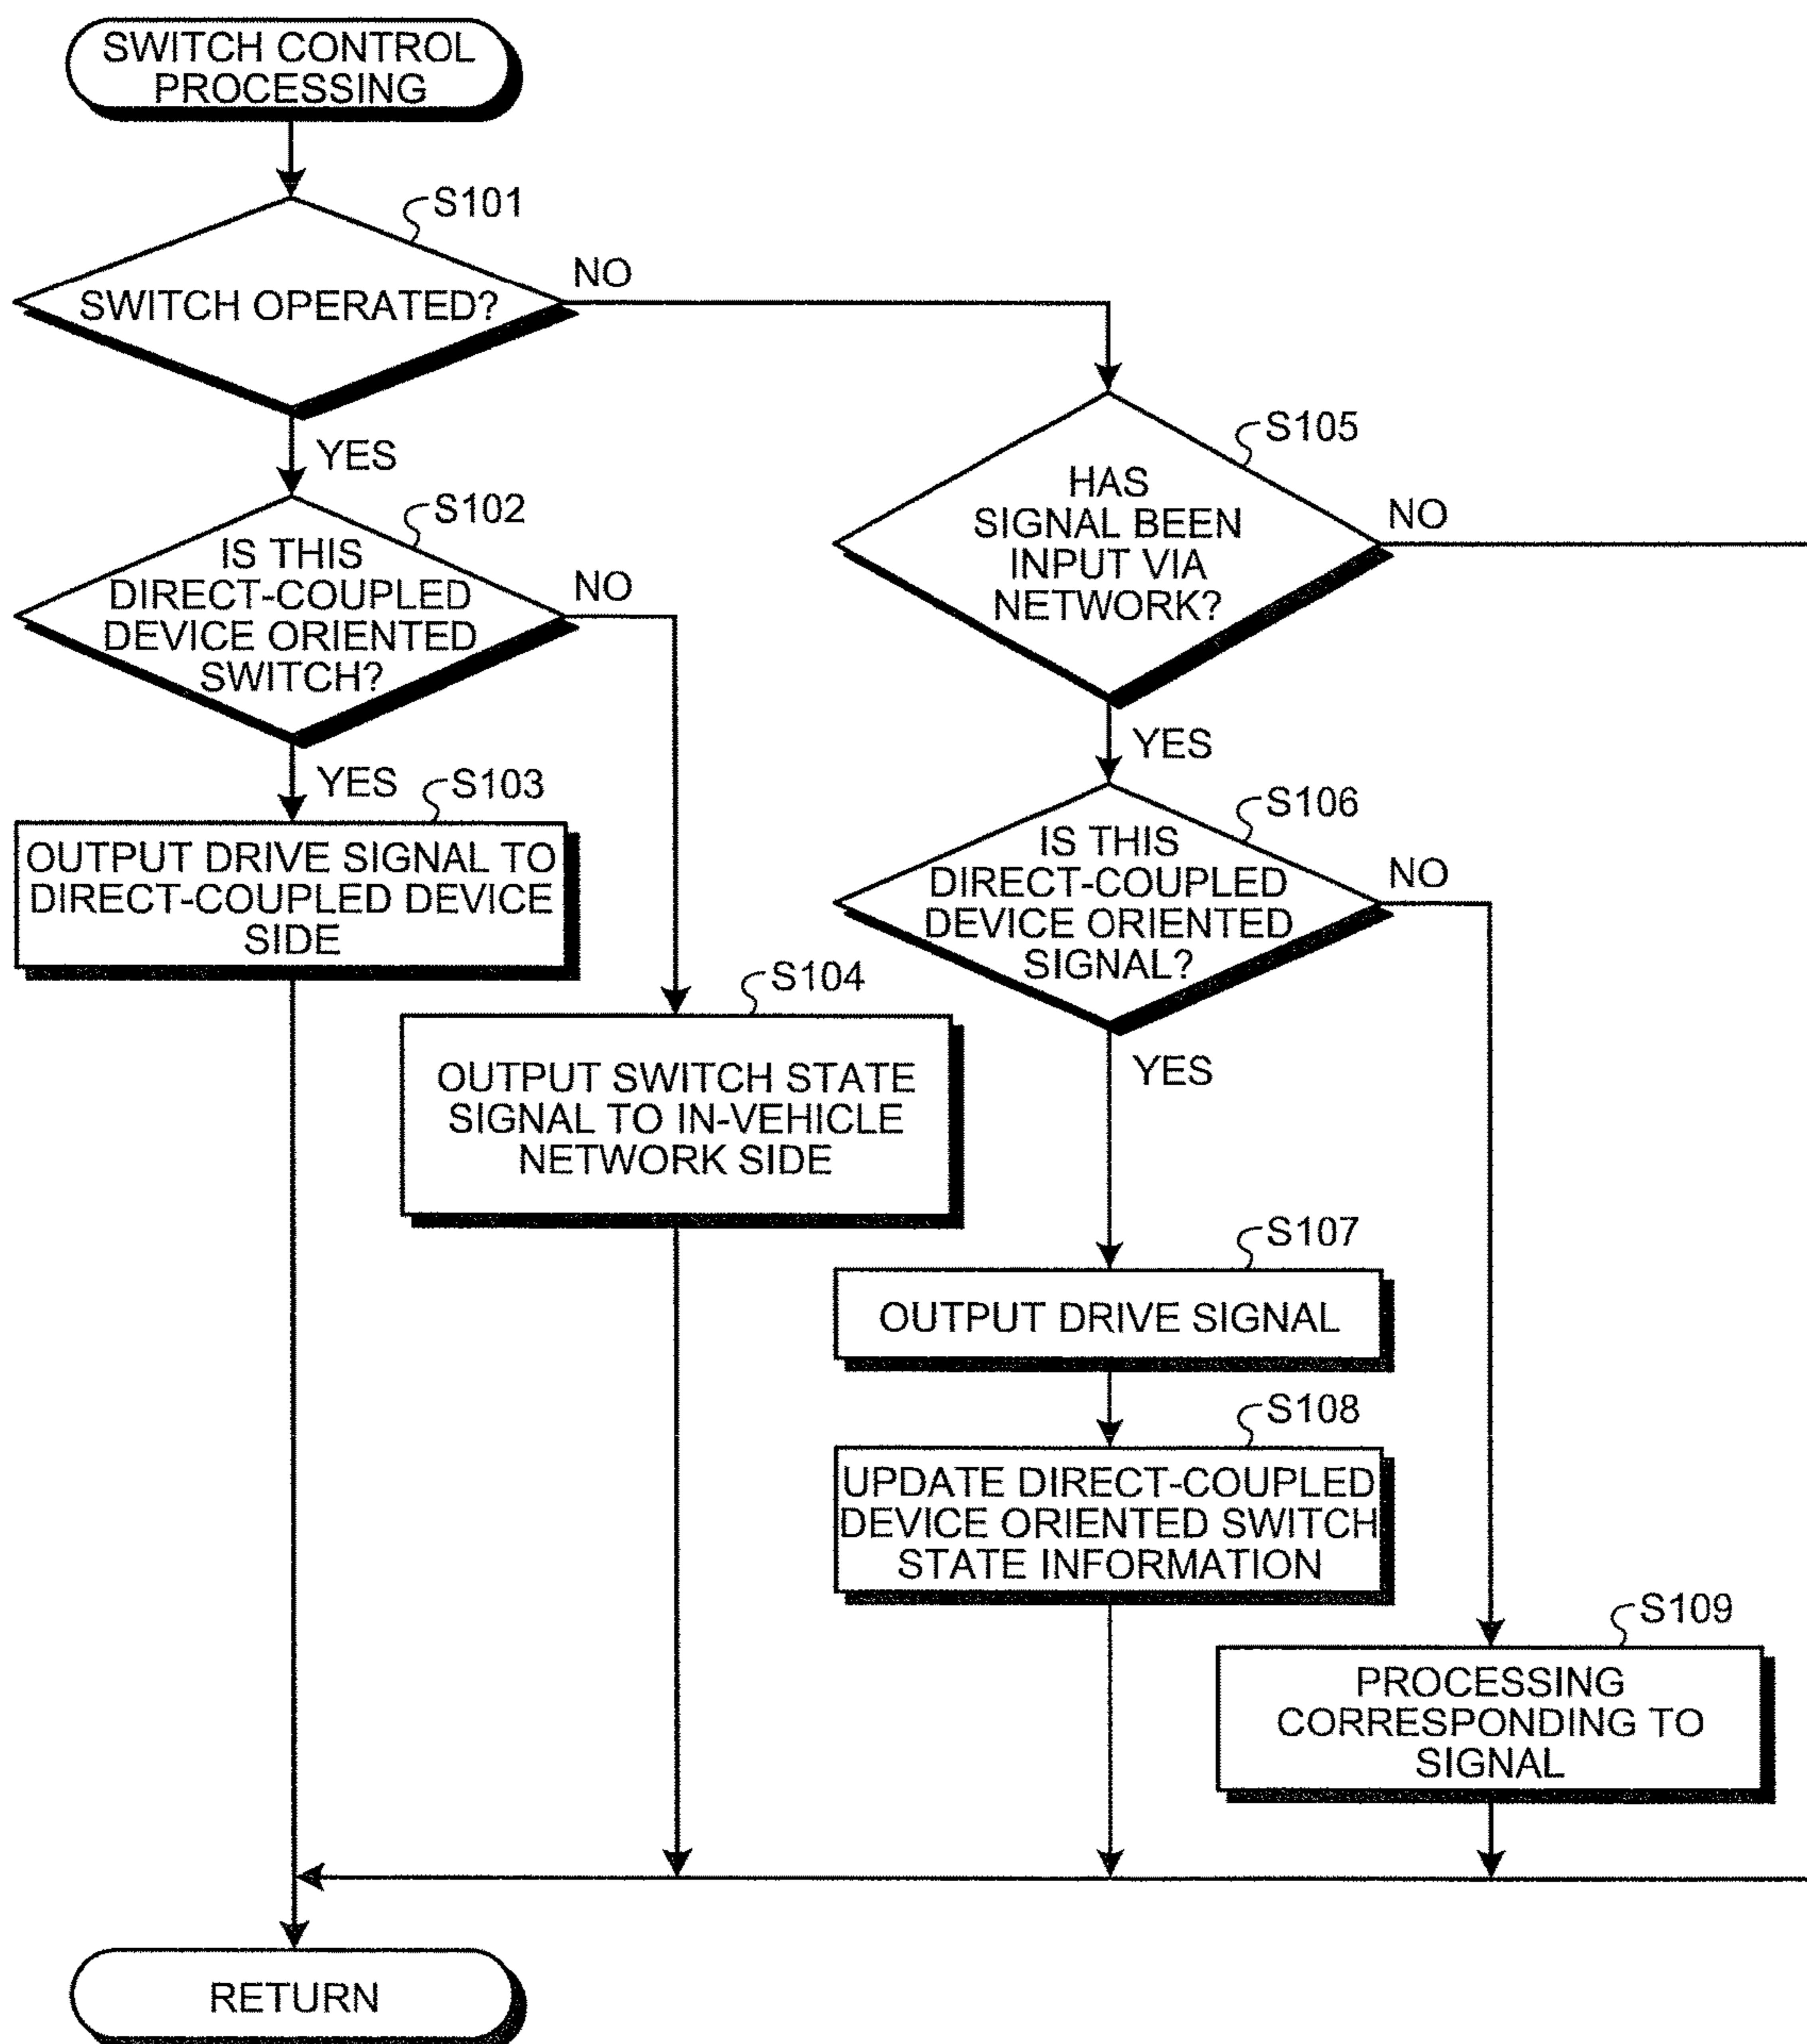 SWITCH CONTROL
PROCESSING
S101
SWITCH OPERATED?
NO
YES
S102
IS THIS
DIRECT-COUPLED
DEVICE ORIENTED
SWITCH?
NO
YES
S103
OUTPUT DRIVE SIGNAL TO
DIRECT-COUPLED DEVICE
SIDE
S104
OUTPUT SWITCH STATE
SIGNAL TO IN-VEHICLE
NETWORK SIDE
S105
HAS
SIGNAL BEEN
INPUT VIA
NETWORK?
NO
YES
S106
IS THIS
DIRECT-COUPLED
DEVICE ORIENTED
SIGNAL?
NO
YES
S107
OUTPUT DRIVE SIGNAL
S108
UPDATE DIRECT-COUPLED
DEVICE ORIENTED SWITCH
STATE INFORMATION
S109
PROCESSING
CORRESPONDING TO
SIGNAL
RETURN